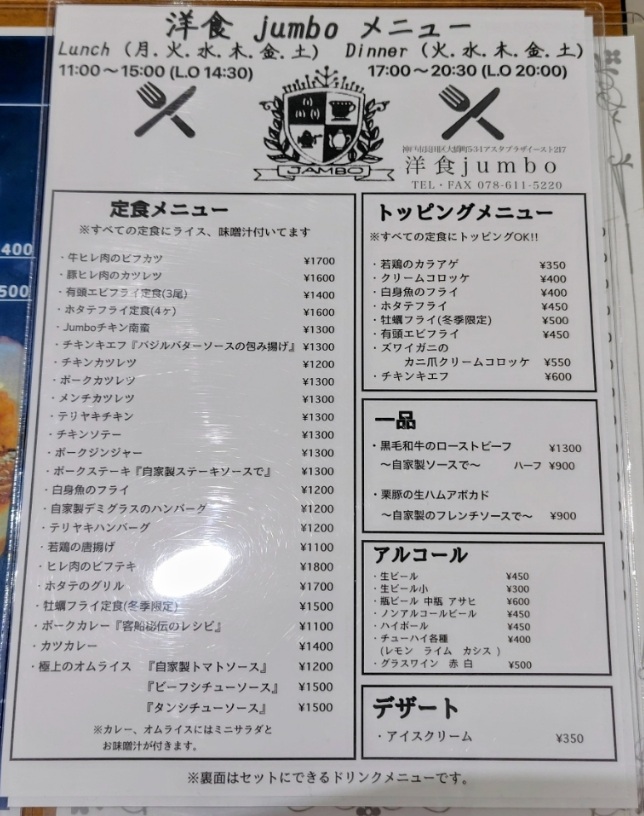 洋食 jumbo メニュー
Lunch (月.火.水.木.金.土) Dinner (火.水.木.金.土)
11:00～15:00 (L.O 14:30) 17:00～20:30 (L.O 20:00)
JAMBO
洋食jumbo
TEL・FAX 078-611-5220
定食メニュー
※すべての定食にライス、味噌汁付いてます
・牛ヒレ肉のビフカツ ¥1700
・豚ヒレ肉のカツレツ ¥1600
・有頭エビフライ定食(3尾) ¥1400
・ホタテフライ定食(4ヶ) ¥1600
・Jumboチキン南蛮 ¥1300
・チキンキエフ『バジルバターソースの包み揚げ』 ¥1300
・チキンカツレツ ¥1200
・ポークカツレツ ¥1300
・メンチカツレツ ¥1300
・テリヤキチキン ¥1300
・チキンソテー ¥1300
・ポークジンジャー ¥1300
・ポークステーキ『自家製ステーキソースで』 ¥1300
・白身魚のフライ ¥1200
・自家製デミグラスのハンバーグ ¥1200
・テリヤキハンバーグ ¥1200
・若鶏の唐揚げ ¥1100
・ヒレ肉のビフテキ ¥1800
・ホタテのグリル ¥1700
・牡蠣フライ定食(冬季限定) ¥1500
・ポークカレー『客船秘伝のレシピ』 ¥1100
・カツカレー ¥1400
・極上のオムライス 『自家製トマトソース』 ¥1200
『ビーフシチューソース』 ¥1500
『タンシチューソース』 ¥1500
※カレー、オムライスにはミニサラダと
お味噌汁が付きます。
トッピングメニュー
※すべての定食にトッピングOK!!
・若鶏のカラアゲ ¥350
・クリームコロッケ ¥400
・白身魚のフライ ¥400
・ホタテフライ ¥450
・牡蠣フライ(冬季限定) ¥500
・有頭エビフライ ¥450
・ズワイガニの
カニ爪クリームコロッケ ¥550
・チキンキエフ ¥600
一品
・黒毛和牛のローストビーフ ¥1300
～自家製ソースで～ ハーフ ¥900
・栗豚の生ハムアボカド
～自家製のフレンチソースで～ ¥900
アルコール
・生ビール ¥450
・生ビール小 ¥300
・瓶ビール 中瓶 アサヒ ¥600
・ノンアルコールビール ¥450
・ハイボール ¥450
・チューハイ各種 ¥400
(レモン ライム カシス)
・グラスワイン 赤 白 ¥500
デザート
・アイスクリーム ¥350
※裏面はセットにできるドリンクメニューです。
400
500